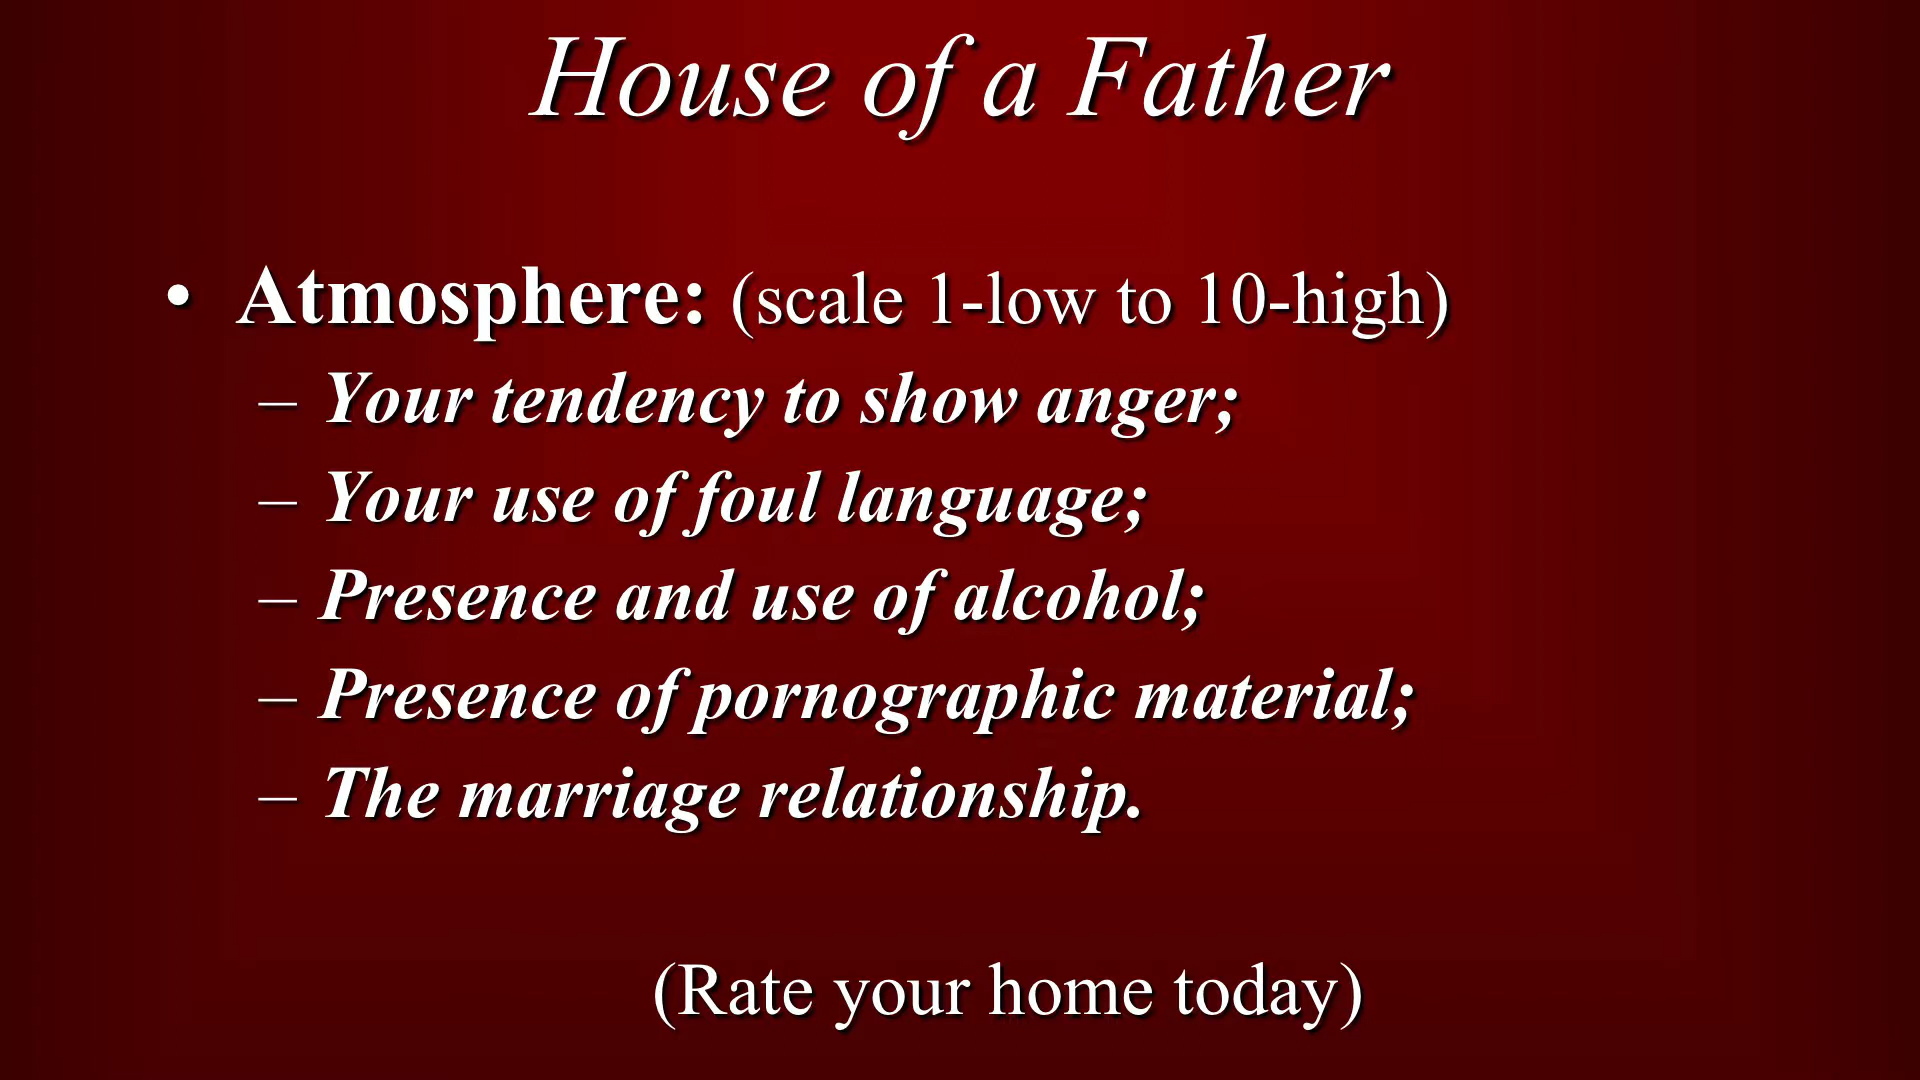 House of a Father
• Atmosphere: (scale 1-low to 10-high)
– Your tendency to show anger;
– Your use of foul language;
– Presence and use of alcohol;
– Presence of pornographic material;
– The marriage relationship.
(Rate your home today)